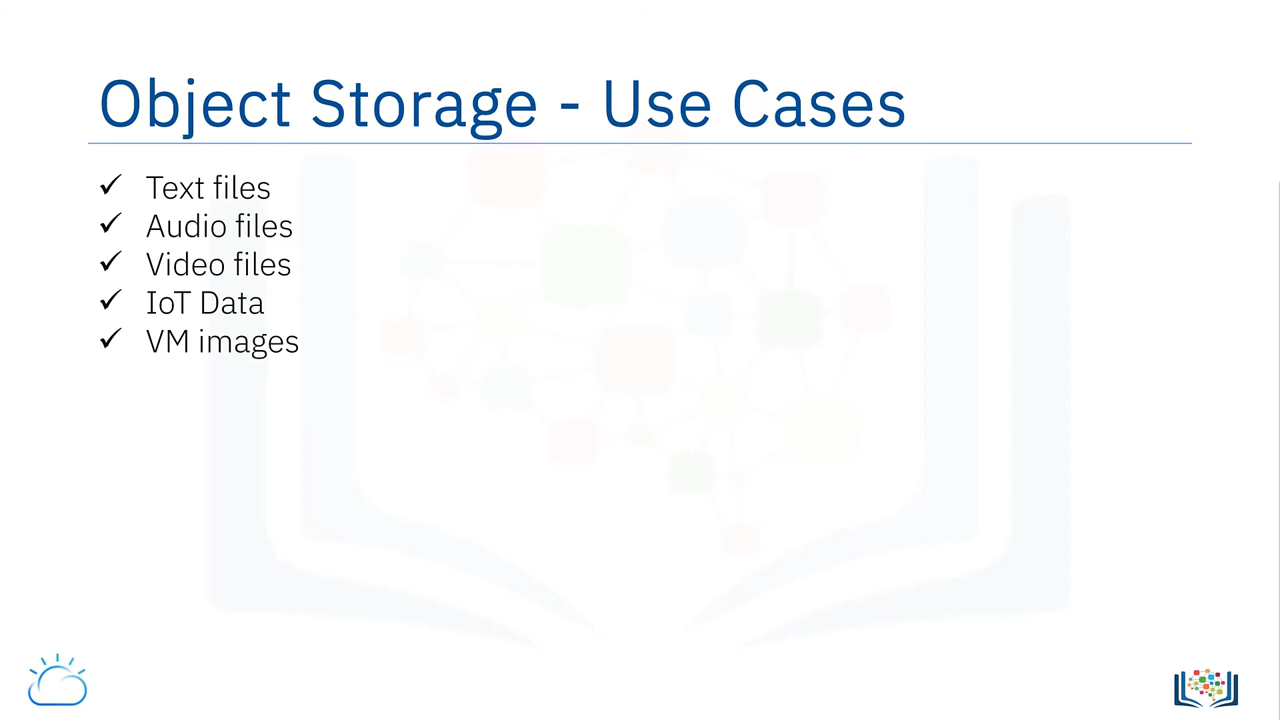 Object Storage - Use Cases
✓ Text files
✓ Audio files
✓ Video files
✓ IoT Data
✓ VM images